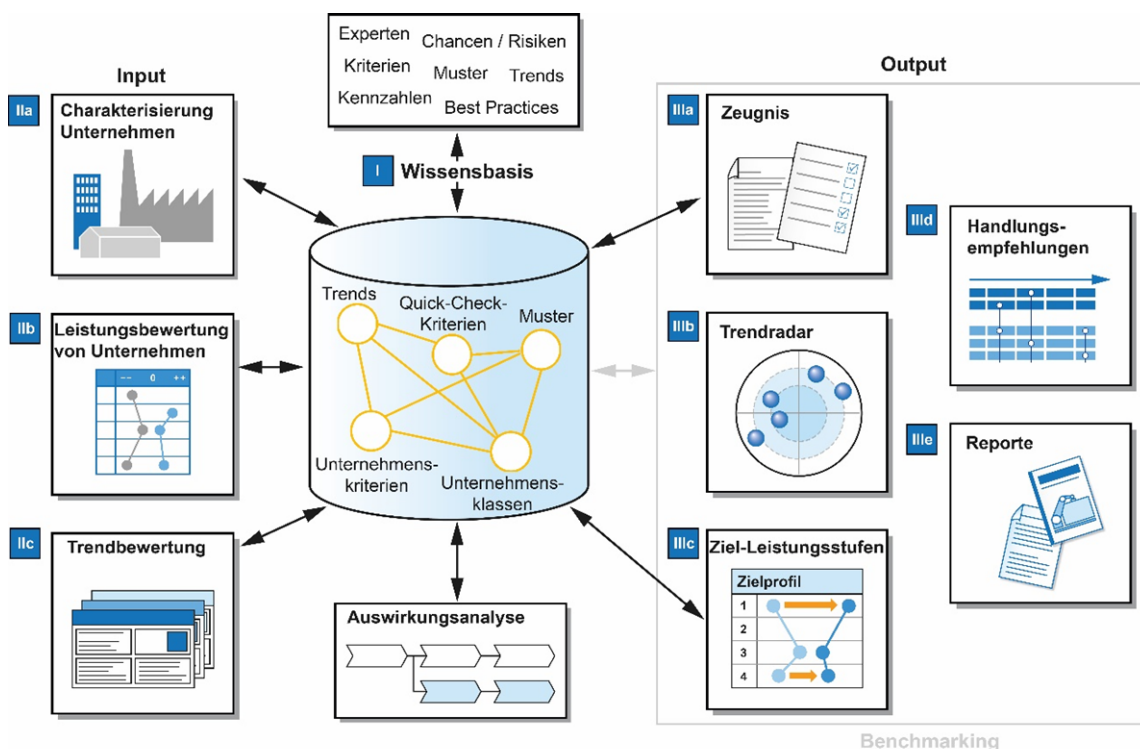 Input
IIa
Charakterisierung
Unternehmen
IIb
Leistungsbewertung
von Unternehmen
-- 0 ++
IIc
Trendbewertung
Experten
Chancen / Risiken
Kriterien
Muster
Trends
Kennzahlen
Best Practices
I
Wissensbasis
Trends
Quick-Check-
Kriterien
Muster
Unternehmens-
kriterien
Unternehmens-
klassen
Auswirkungsanalyse
Output
IIIa
Zeugnis
IIIb
Trendradar
IIIc
Ziel-Leistungsstufen
Zielprofil
1
2
3
4
IIId
Handlungs-
empfehlungen
IIIe
Reporte
Benchmarking